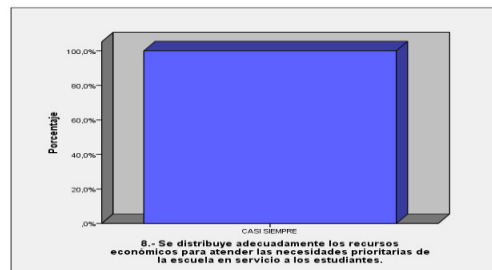 100,0%
80,0%
60,0%
40,0%
20,0%
,0%
Porcentaje
CASI SIEMPRE
8.- Se distribuye adecuadamente los recursos
económicos para atender las necesidades prioritarias de
la escuela en servicio a los estudiantes.